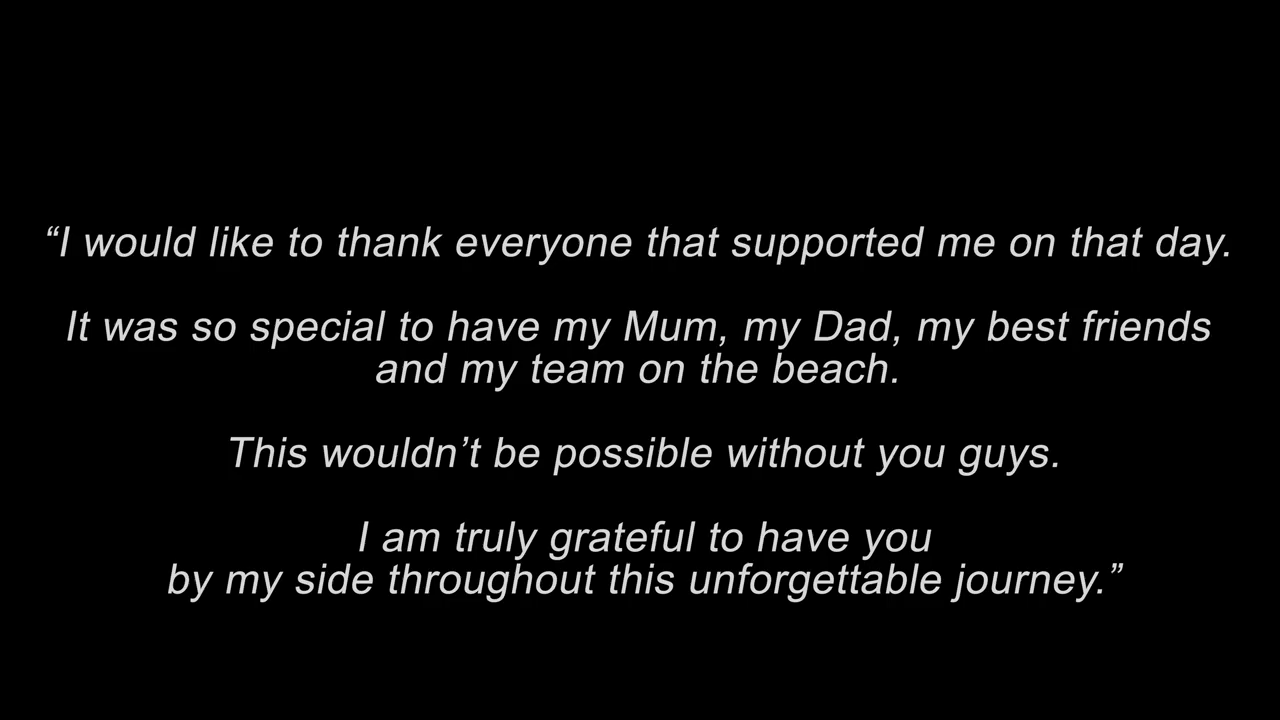 “I would like to thank everyone that supported me on that day.
It was so special to have my Mum, my Dad, my best friends
and my team on the beach.
This wouldn’t be possible without you guys.
I am truly grateful to have you
by my side throughout this unforgettable journey.”